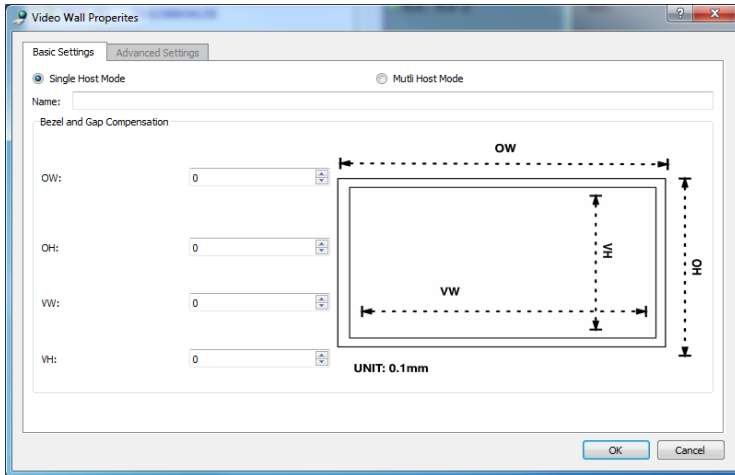 Video Wall Properites
Basic Settings
Advanced Settings
Single Host Mode
Mutli Host Mode
Name:
Bezel and Gap Compensation
OW
OW:
0
OH:
0
VH
OH
VW
VW:
0
VH:
0
UNIT: 0.1mm
OK
Cancel